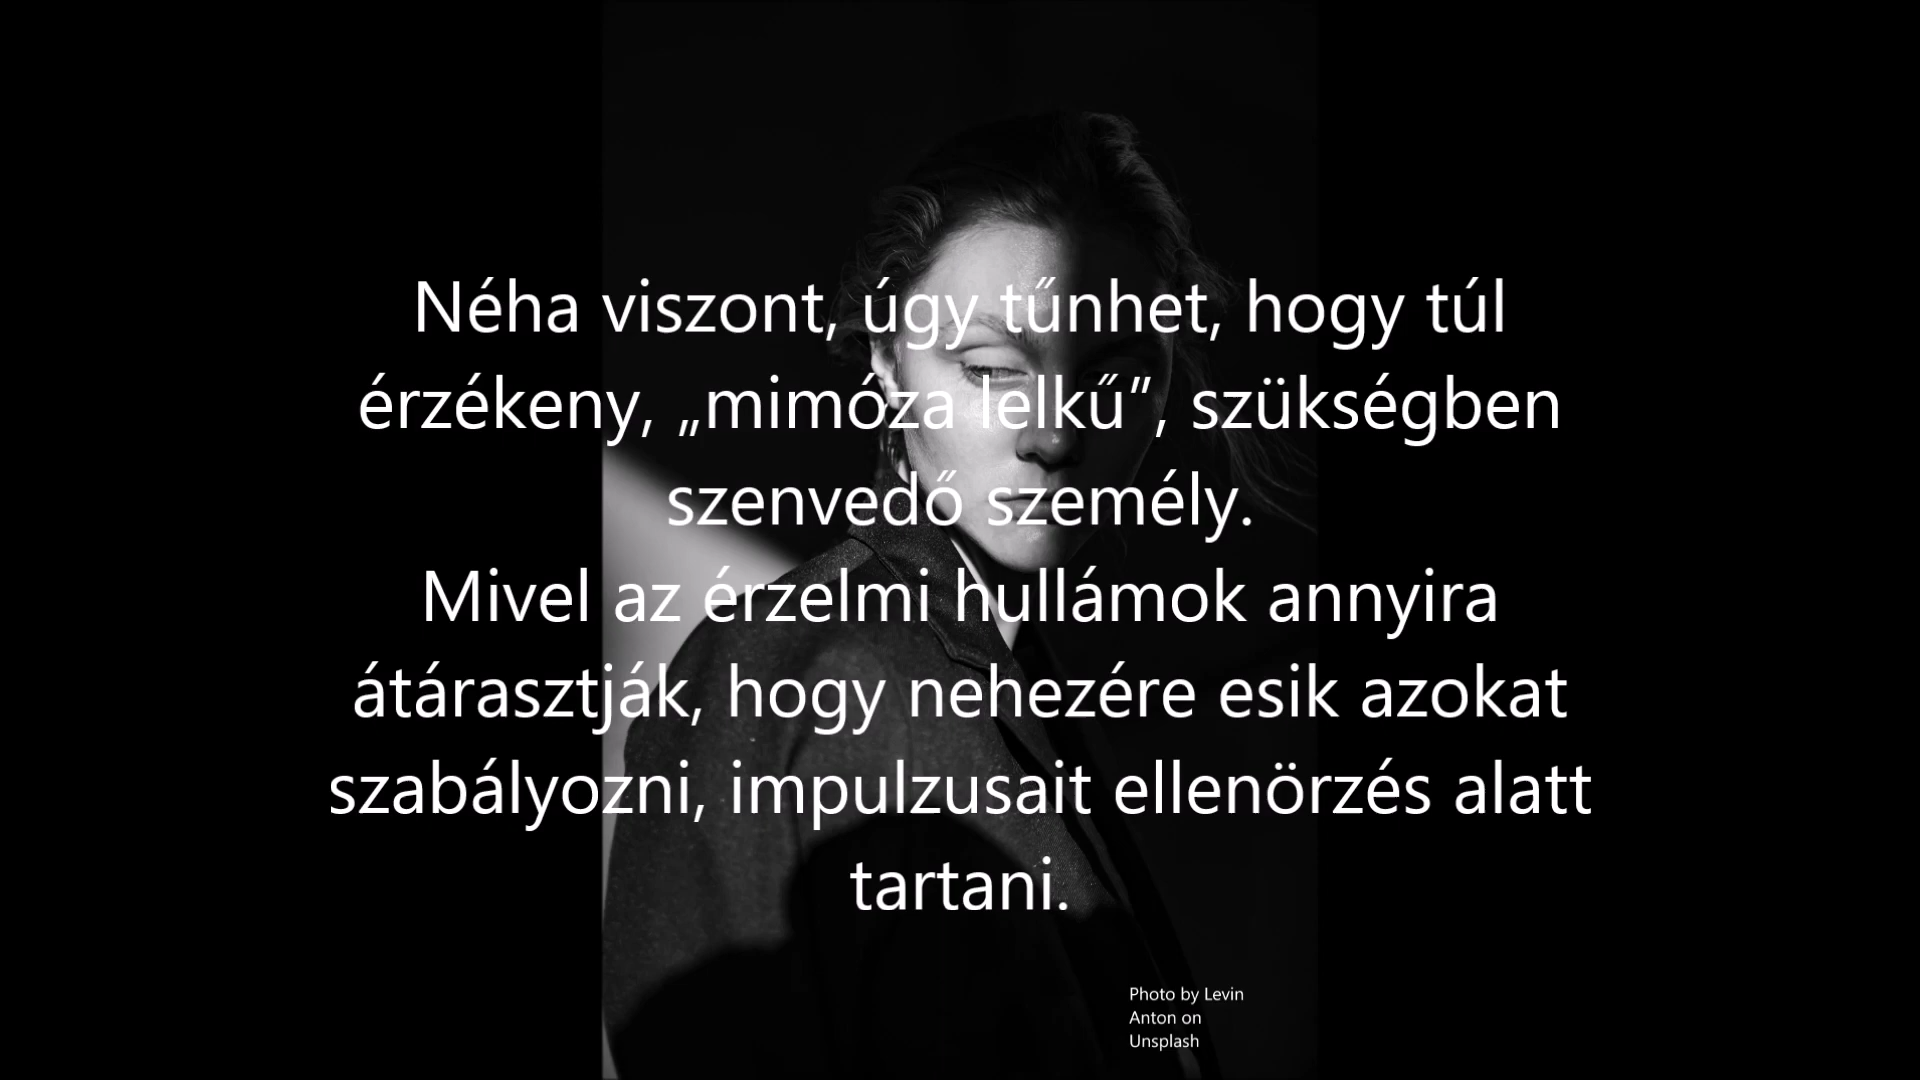 Néha viszont, úgy tűnhet, hogy túl
érzékeny, „mimóza lelkű”, szükségben
szenvedő személy.
Mivel az érzelmi hullámok annyira
átárasztják, hogy nehezére esik azokat
szabályozni, impulzusait ellenörzés alatt
tartani.
Photo by Levin
Anton on
Unsplash